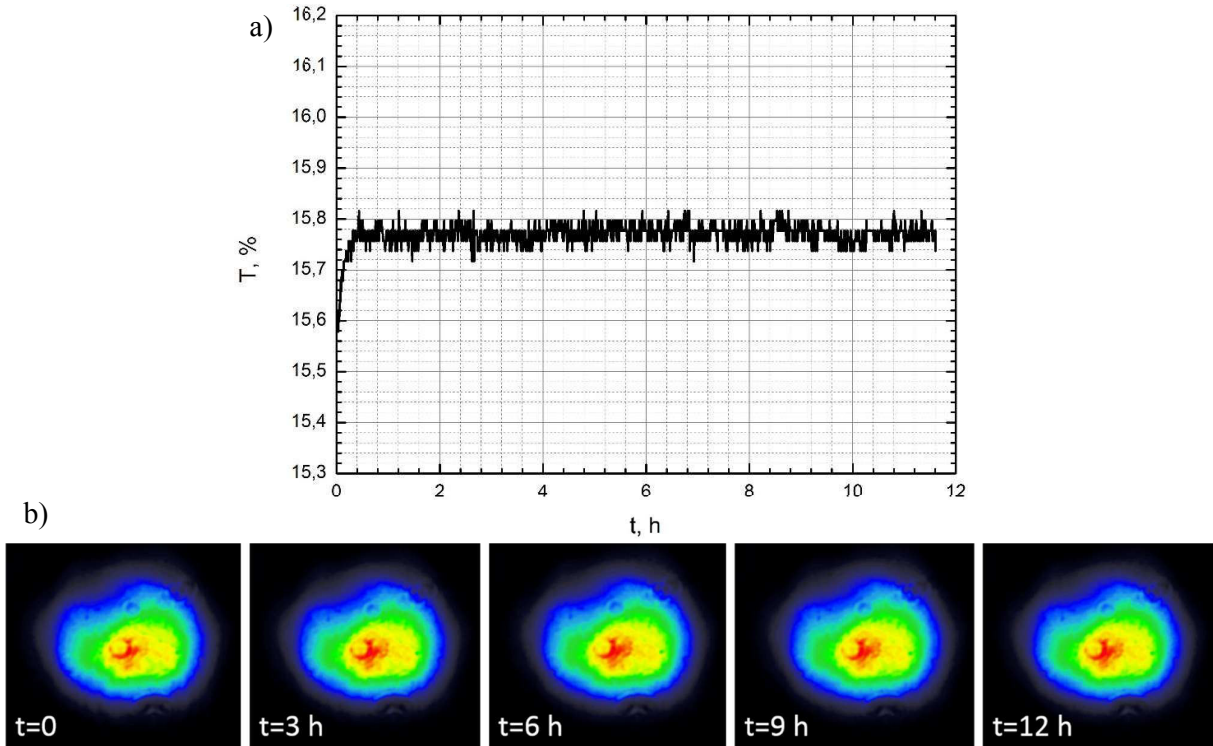 a)
16,2
16,1
16,0
15,9
15,8
15,7
15,6
15,5
15,4
15,3
T, %
0 2 4 6 8 10 12
t, h
b)
t=0 t=3 h t=6 h t=9 h t=12 h